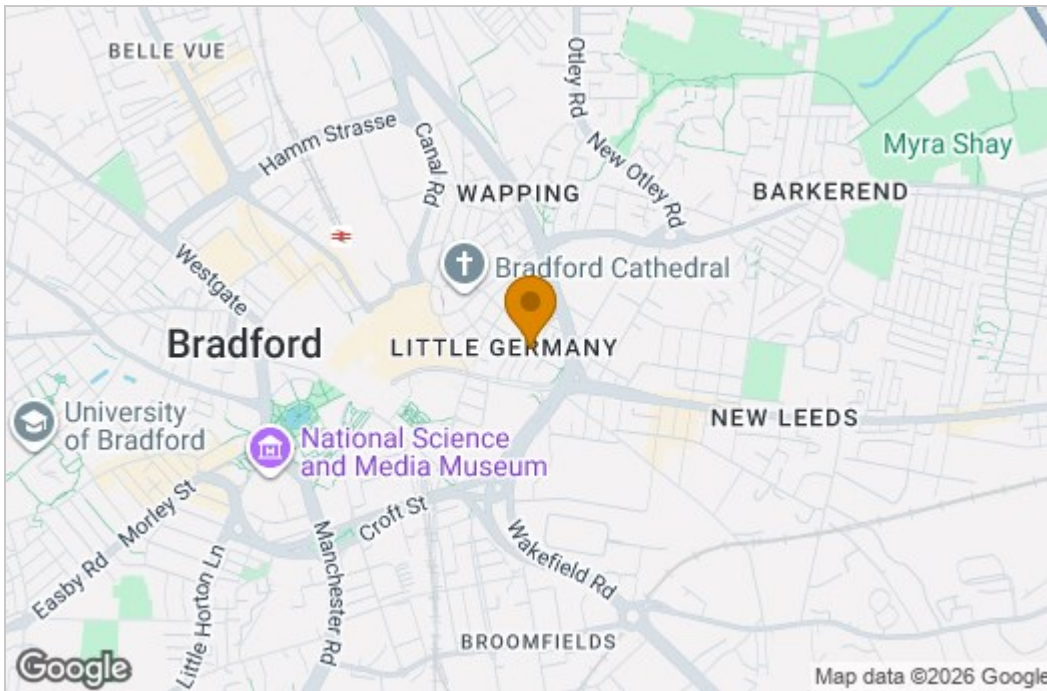 BELLE VUE
Otley Rd
Hamm Strasse
Canal Rd
New Otley Rd
Myra Shay
WAPPING
BARKEREND
Westgate
Bradford Cathedral
Bradford
LITTLE GERMANY
University
of Bradford
NEW LEEDS
National Science
and Media Museum
Morley St
Croft St
Easby Rd
Little Horton Ln
Manchester Rd
Wakefield Rd
BROOMFIELDS
Google
Map data ©2026 Google